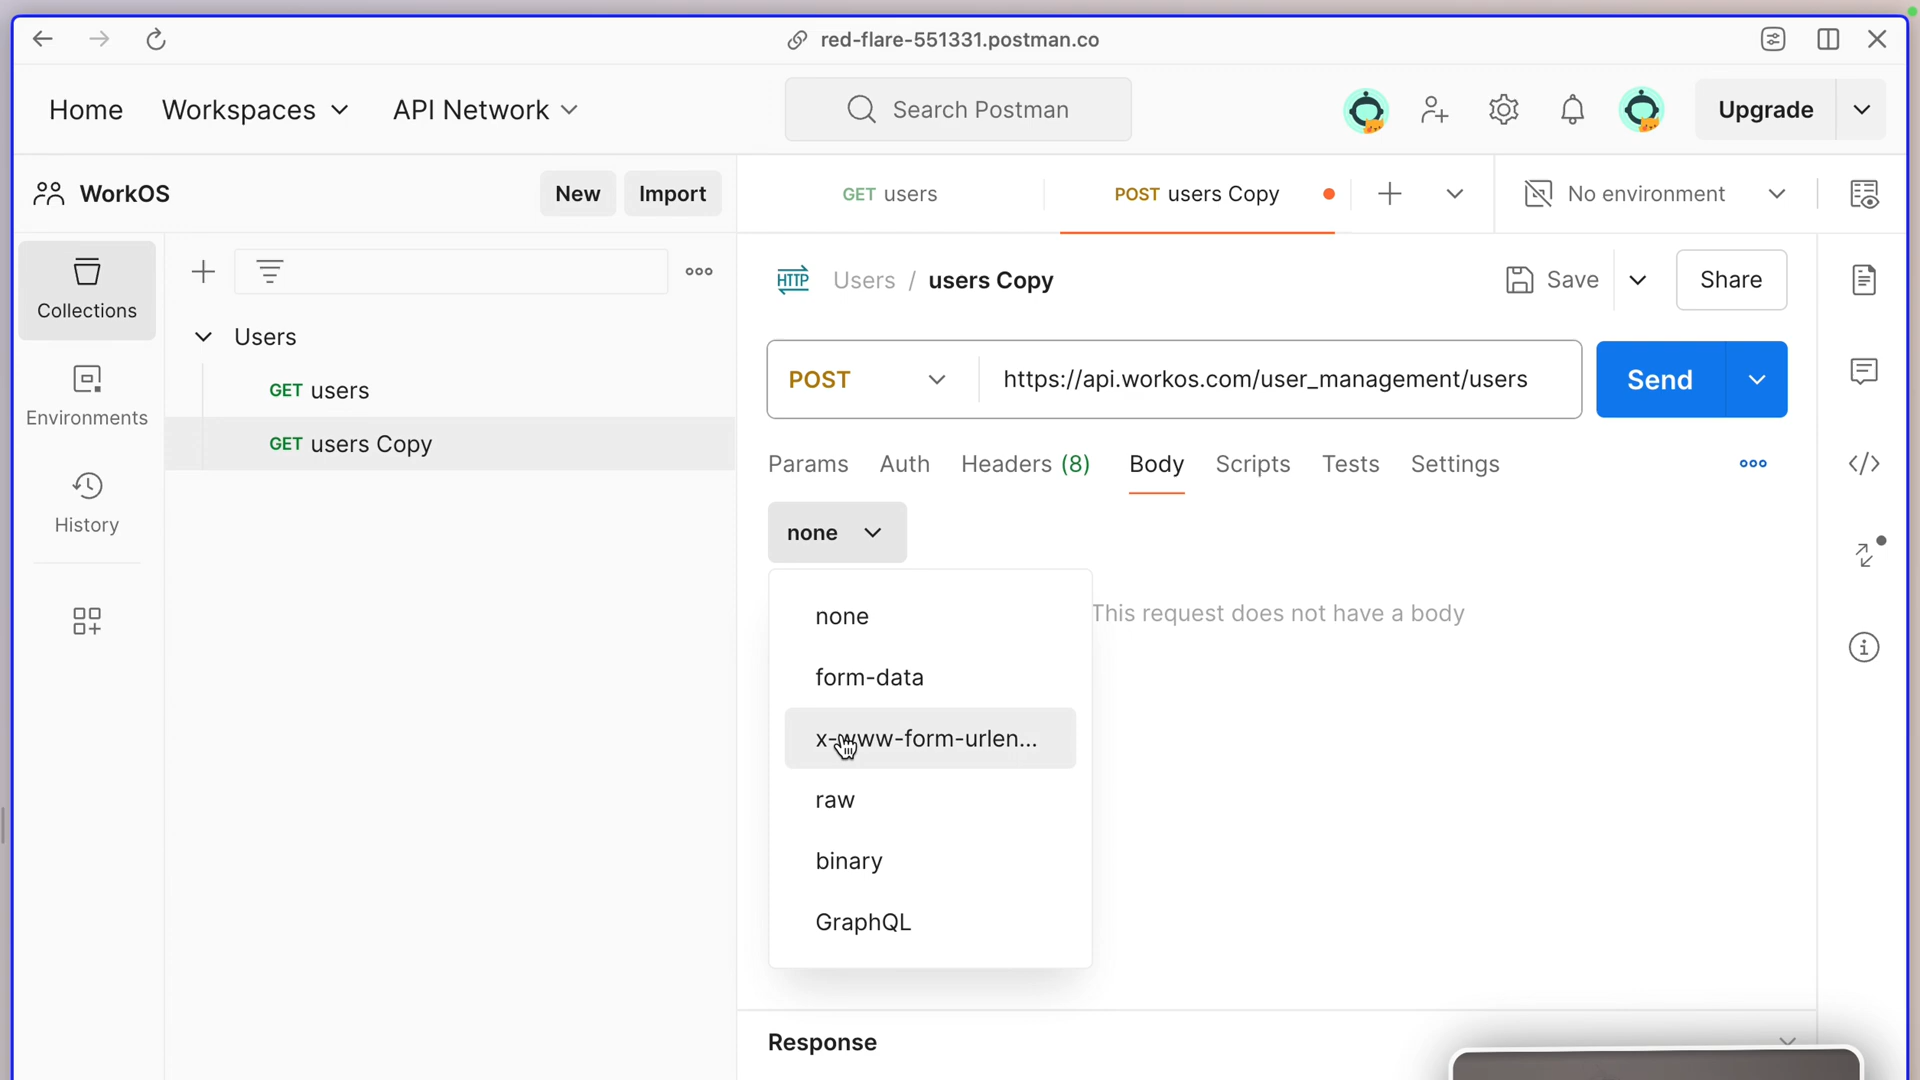 red-flare-551331.postman.co
Home Workspaces API Network Search Postman Upgrade
WorkOS New Import
GET users POST users Copy No environment
Collections
Environments
History
Users
GET users
GET users Copy
HTTP Users / users Copy Save Share
POST https://api.workos.com/user_management/users Send
Params Auth Headers (8) Body Scripts Tests Settings
none
This request does not have a body
none
form-data
x-www-form-urlen...
raw
binary
GraphQL
Response